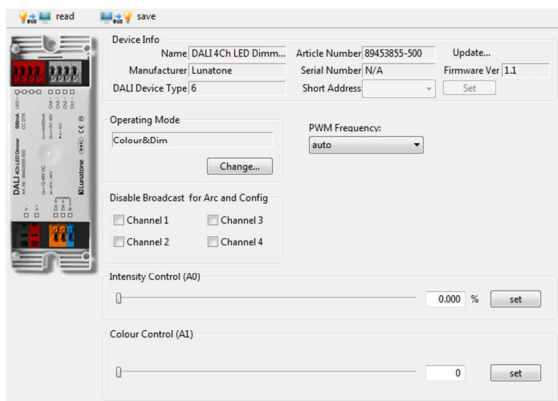 read save
Device Info
Name DALI 4Ch LED Dimm... Article Number 89453855-500 Update...
Manufacturer Lunatone Serial Number N/A Firmware Ver 1.1
DALI Device Type 6 Short Address Set
Operating Mode
Colour&Dim
Change...
PWM Frequency:
auto
Disable Broadcast for Arc and Config
Channel 1 Channel 3
Channel 2 Channel 4
Intensity Control (A0)
0.000 % set
Colour Control (A1)
0 set
DALI 4Ch LED Dimmer
Lunatone